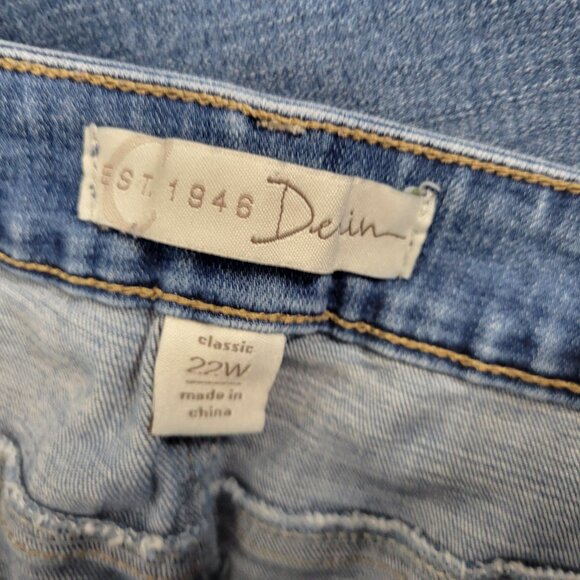 C
EST. 1946 Denim
classic
22W
made in
china